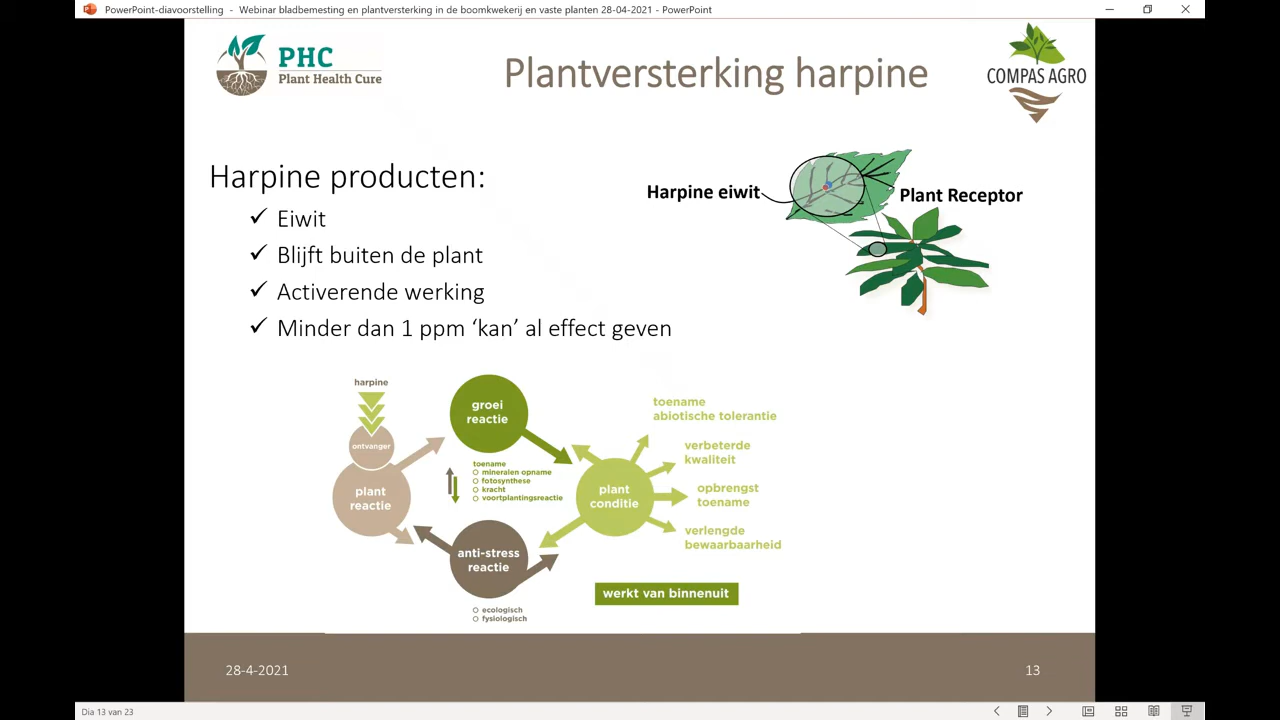 PowerPoint-diavoorstelling - Webinar bladbemesting en plantversterking in de boomkwekerij en vaste planten 28-04-2021 - PowerPoint
PHC
Plant Health Cure
Plantversterking harpine
COMPAS AGRO
Harpine producten:
✓ Eiwit
✓ Blijft buiten de plant
✓ Activerende werking
✓ Minder dan 1 ppm ‘kan’ al effect geven
Harpine eiwit
Plant Receptor
harpine
ontvanger
plant
reactie
groei
reactie
toename
mineralen opname
fotosynthese
kracht
voortplantingsreactie
anti-stress
reactie
ecologisch
fysiologisch
plant
conditie
toename
abiotische tolerantie
verbeterde
kwaliteit
opbrengst
toename
verlengde
bewaarbaarheid
werkt van binnenuit
28-4-2021
13
Dia 13 van 23